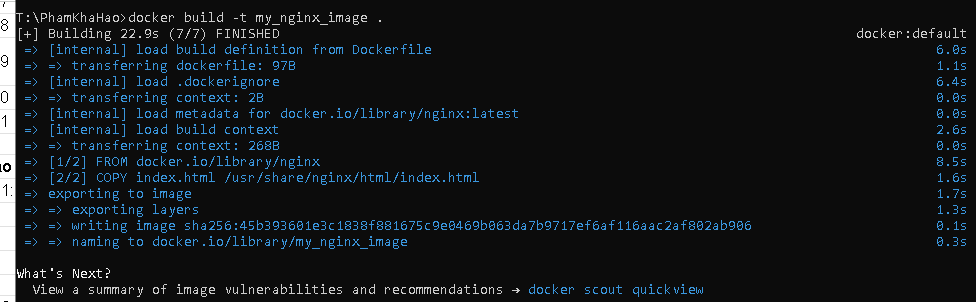 T:\PhamKhaHao>docker build -t my_nginx_image .
[+] Building 22.9s (7/7) FINISHED docker:default
=> [internal] load build definition from Dockerfile 6.0s
=> => transferring dockerfile: 97B 1.1s
=> [internal] load .dockerignore 6.4s
=> => transferring context: 2B 0.0s
=> [internal] load metadata for docker.io/library/nginx:latest 0.0s
=> [internal] load build context 2.6s
=> => transferring context: 268B 0.0s
=> [1/2] FROM docker.io/library/nginx 8.5s
=> [2/2] COPY index.html /usr/share/nginx/html/index.html 1.6s
=> exporting to image 1.7s
=> => exporting layers 1.3s
=> => writing image sha256:45b393601e3c1838f881675c9e0469b063da7b9717ef6af116aac2af802ab906 0.1s
=> => naming to docker.io/library/my_nginx_image 0.3s
What's Next?
View a summary of image vulnerabilities and recommendations → docker scout quickview